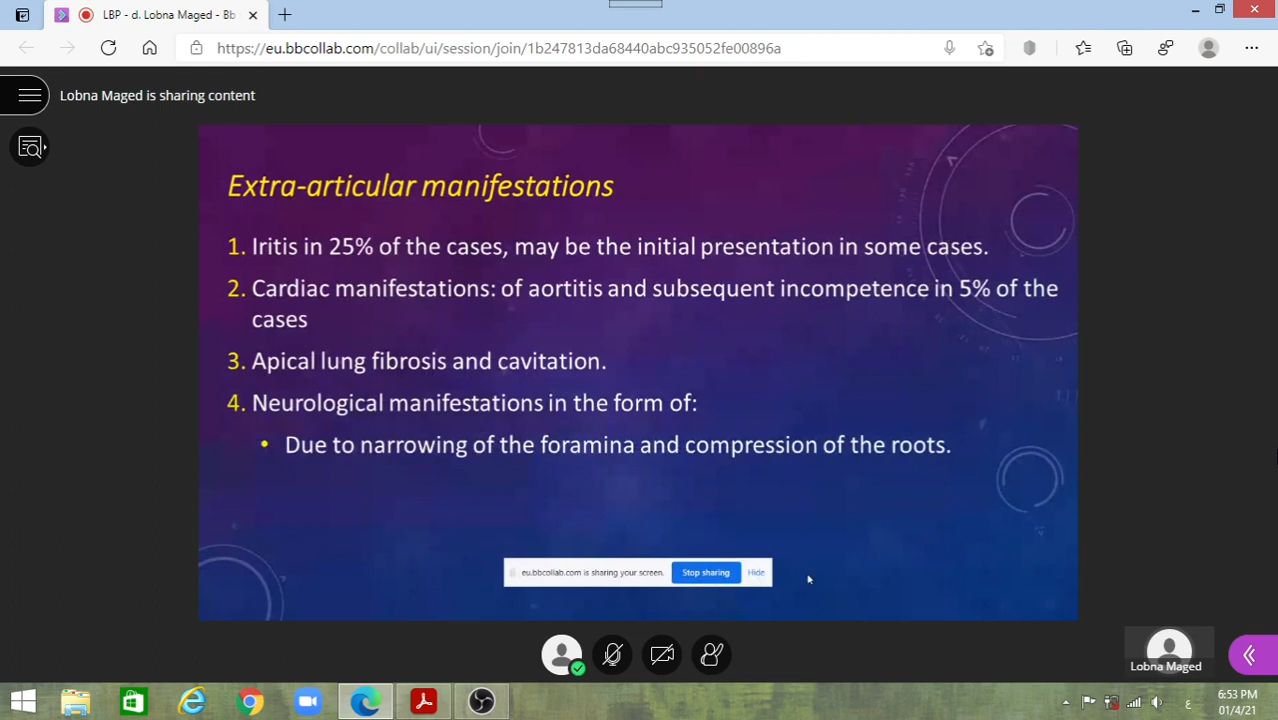 LBP - d. Lobna Maged - Bb
https://eu.bbcollab.com/collab/ui/session/join/1b247813da68440abc935052fe00896a
Lobna Maged is sharing content
Extra-articular manifestations
1. Iritis in 25% of the cases, may be the initial presentation in some cases.
2. Cardiac manifestations: of aortitis and subsequent incompetence in 5% of the
cases
3. Apical lung fibrosis and cavitation.
4. Neurological manifestations in the form of:
• Due to narrowing of the foramina and compression of the roots.
eu.bbcollab.com is sharing your screen. Stop sharing Hide
Lobna Maged
ع
6:53 PM
01/4/21